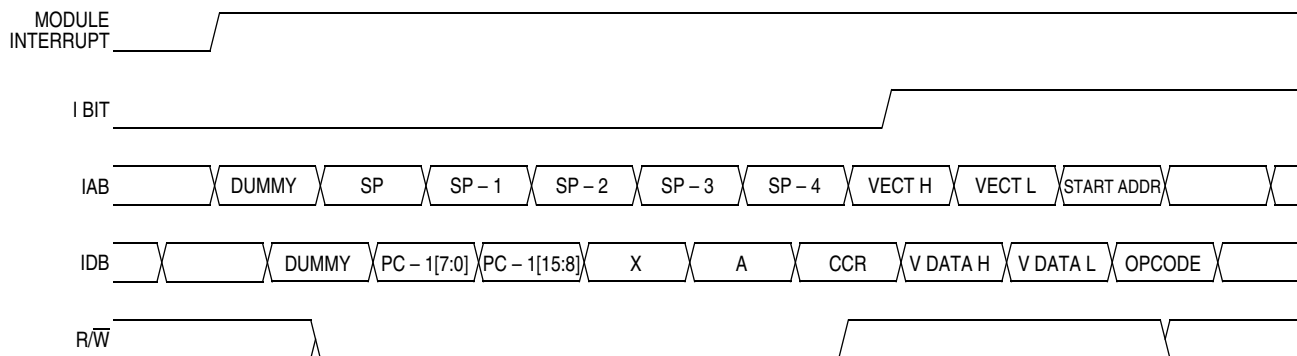 MODULE
INTERRUPT
I BIT
IAB DUMMY SP SP – 1 SP – 2 SP – 3 SP – 4 VECT H VECT L START ADDR
IDB DUMMY PC – 1[7:0] PC – 1[15:8] X A CCR V DATA H V DATA L OPCODE
R/W̅